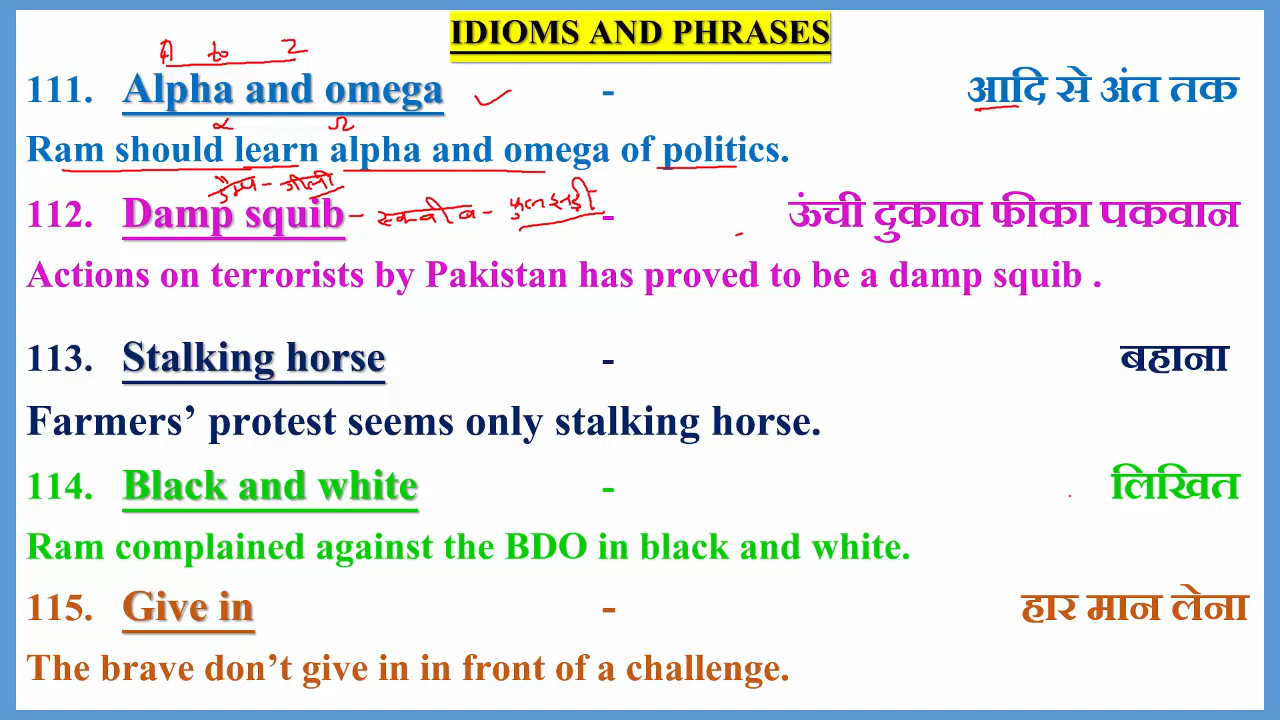 IDIOMS AND PHRASES
A to Z
111. Alpha and omega - आदि से अंत तक
α Ω
Ram should learn alpha and omega of politics.
डैम्प - गीली
112. Damp squib - स्क्वीब - फुलझड़ी - ऊंची दुकान फीका पकवान
Actions on terrorists by Pakistan has proved to be a damp squib .
113. Stalking horse - बहाना
Farmers’ protest seems only stalking horse.
114. Black and white - लिखित
Ram complained against the BDO in black and white.
115. Give in - हार मान लेना
The brave don’t give in in front of a challenge.